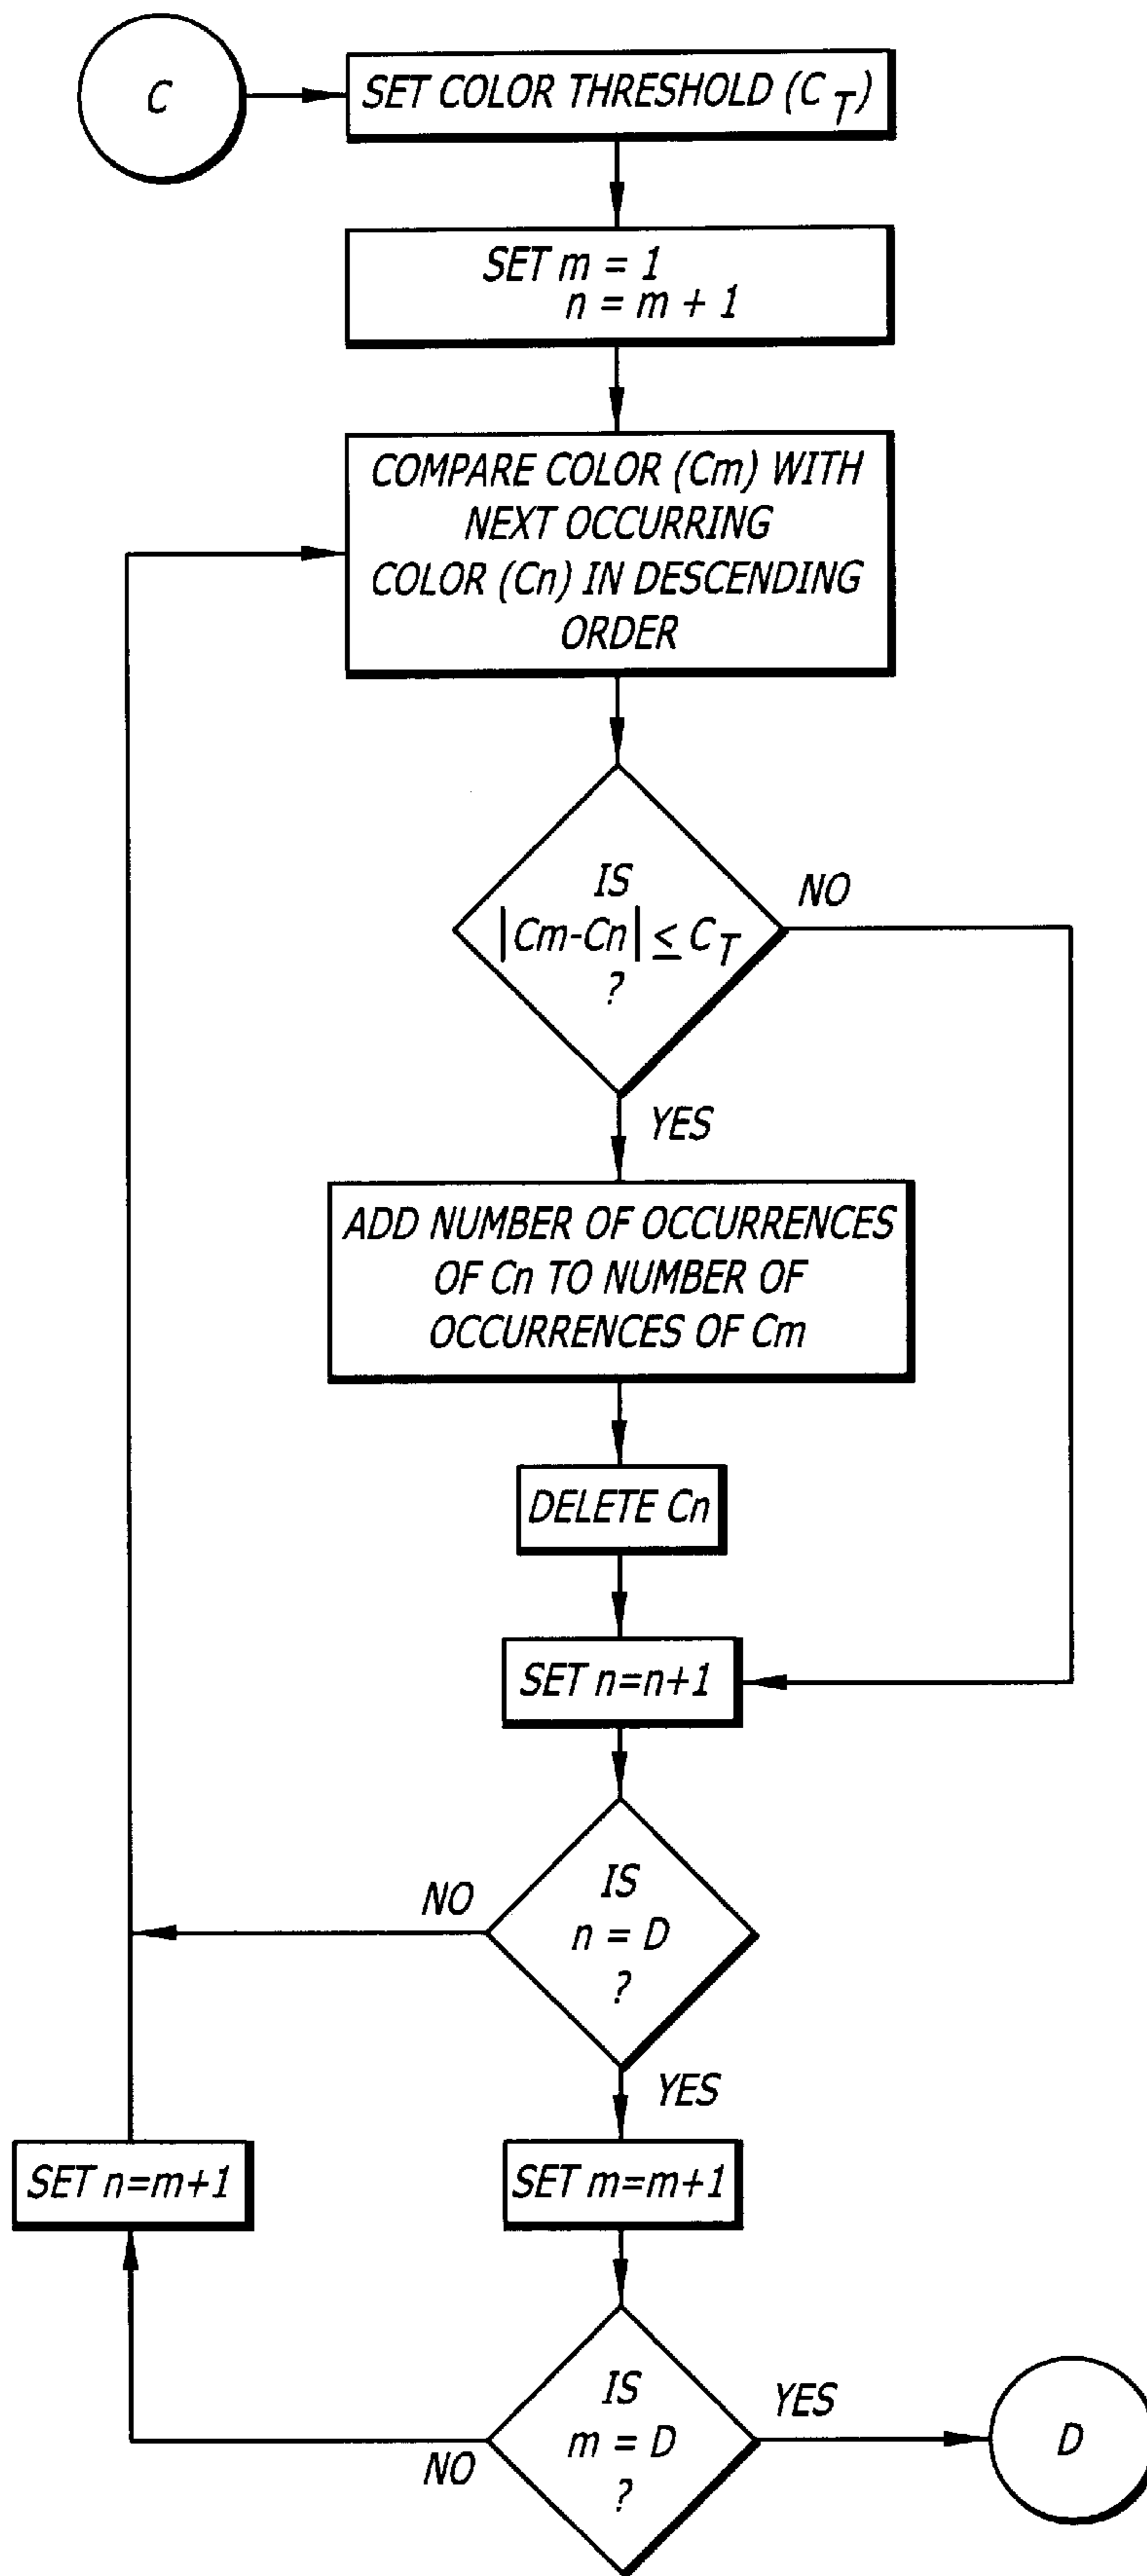 C
SET COLOR THRESHOLD (C_T)
SET m = 1
n = m + 1
COMPARE COLOR (Cm) WITH
NEXT OCCURRING
COLOR (Cn) IN DESCENDING
ORDER
IS
|Cm-Cn| ≤ C_T
?
NO
YES
ADD NUMBER OF OCCURRENCES
OF Cn TO NUMBER OF
OCCURRENCES OF Cm
DELETE Cn
SET n=n+1
IS
n = D
?
NO
YES
SET n=m+1
SET m=m+1
IS
m = D
?
YES
NO
D